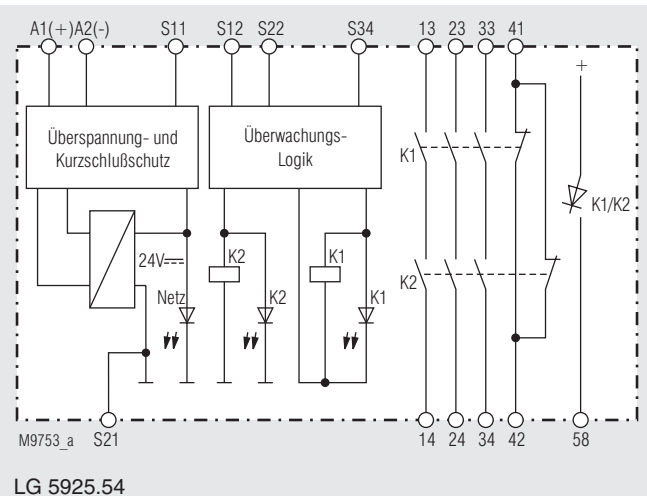 A1(+) A2(-) S11 S12 S22 S34 13 23 33 41
+
Überspannung- und
Kurzschlußschutz
Überwachungs-
Logik
K1
K1/K2
24V
K2
K1
K2
Netz
K2
K1
M9753_a S21 14 24 34 42 58
LG 5925.54